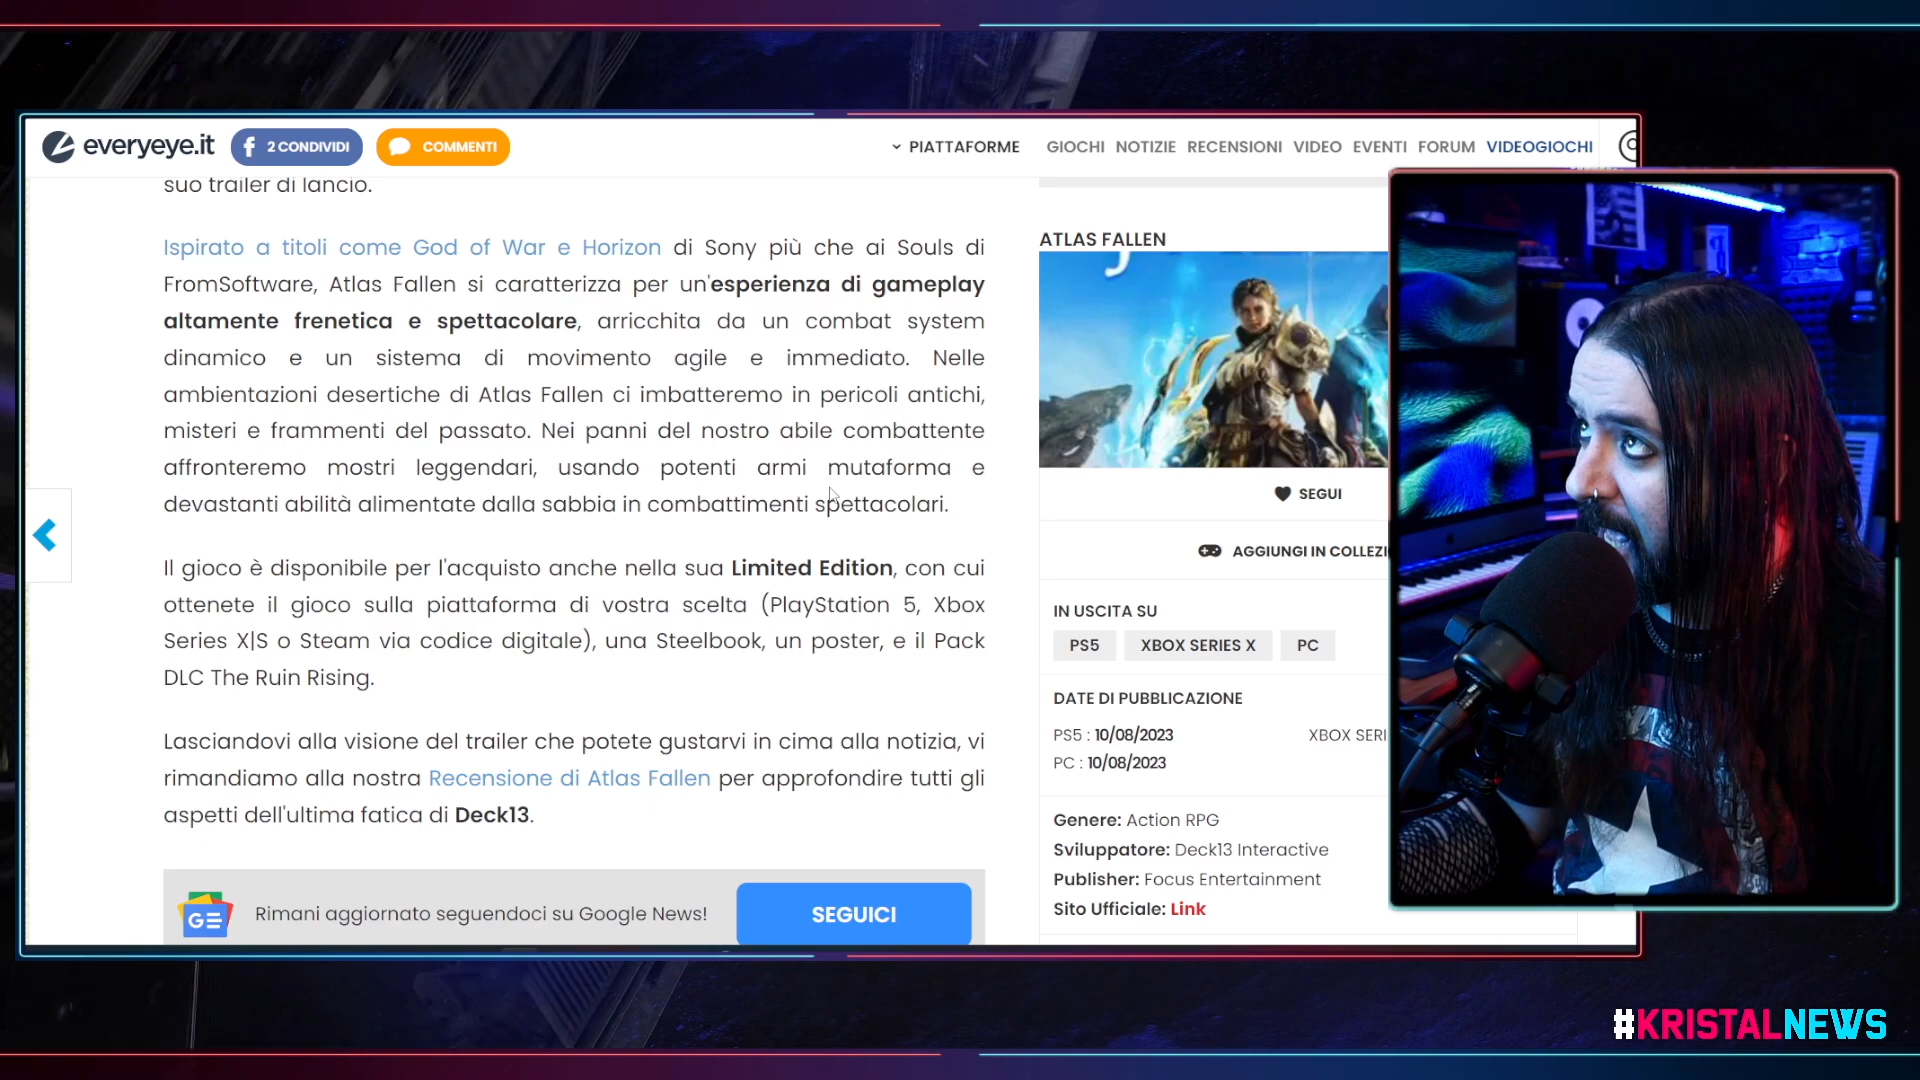 everyeye.it
2 CONDIVIDI
COMMENTI
PIATTAFORME
GIOCHI NOTIZIE RECENSIONI VIDEO EVENTI FORUM VIDEOGIOCHI
suo trailer di lancio.
Ispirato a titoli come God of War e Horizon di Sony più che ai Souls di
FromSoftware, Atlas Fallen si caratterizza per un'esperienza di gameplay
altamente frenetica e spettacolare, arricchita da un combat system
dinamico e un sistema di movimento agile e immediato. Nelle
ambientazioni desertiche di Atlas Fallen ci imbatteremo in pericoli antichi,
misteri e frammenti del passato. Nei panni del nostro abile combattente
affronteremo mostri leggendari, usando potenti armi mutaforma e
devastanti abilità alimentate dalla sabbia in combattimenti spettacolari.
Il gioco è disponibile per l'acquisto anche nella sua Limited Edition, con cui
ottenete il gioco sulla piattaforma di vostra scelta (PlayStation 5, Xbox
Series X|S o Steam via codice digitale), una Steelbook, un poster, e il Pack
DLC The Ruin Rising.
Lasciandovi alla visione del trailer che potete gustarvi in cima alla notizia, vi
rimandiamo alla nostra Recensione di Atlas Fallen per approfondire tutti gli
aspetti dell'ultima fatica di Deck13.
GE
Rimani aggiornato seguendoci su Google News!
SEGUICI
ATLAS FALLEN
SEGUI
AGGIUNGI IN COLLEZI
IN USCITA SU
PS5 XBOX SERIES X PC
DATE DI PUBBLICAZIONE
PS5 : 10/08/2023 XBOX SERI
PC : 10/08/2023
Genere: Action RPG
Sviluppatore: Deck13 Interactive
Publisher: Focus Entertainment
Sito Ufficiale: Link
#KRISTALNEWS